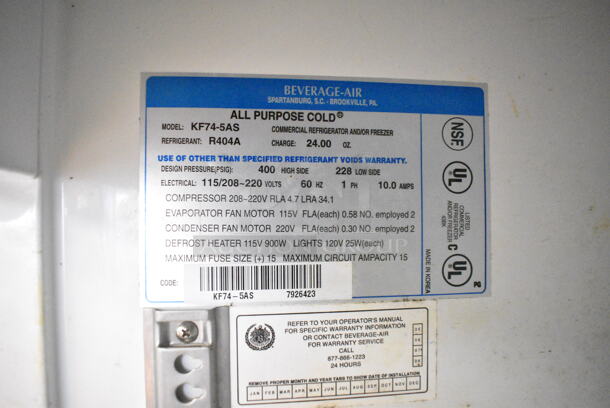 BEVERAGE-AIR
SPARTANBURG, S.C. - BROOKVILLE, PA.
ALL PURPOSE COLD®
MODEL: KF74-5AS COMMERCIAL REFRIGERATOR AND/OR FREEZER
REFRIGERANT: R404A CHARGE: 24.00 OZ.
USE OF OTHER THAN SPECIFIED REFRIGERANT VOIDS WARRANTY.
DESIGN PRESSURE(PSIG): 400 HIGH SIDE 228 LOW SIDE
ELECTRICAL: 115/208~220 VOLTS 60 HZ 1 PH 10.0 AMPS
COMPRESSOR 208~220V RLA 4.7 LRA 34.1
EVAPORATOR FAN MOTOR 115V FLA(each) 0.58 NO. employed 2
CONDENSER FAN MOTOR 220V FLA(each) 0.30 NO. employed 2
DEFROST HEATER 115V 900W LIGHTS 120V 25W(each)
MAXIMUM FUSE SIZE (+) 15 MAXIMUM CIRCUIT AMPACITY 15
CODE:
KF74-5AS 7926423
NSF
UL
LISTED
COMMERCIAL
REFRIGERATOR
AND/OR FREEZER
C UL
MADE IN KOREA
REFER TO YOUR OPERATOR'S MANUAL
FOR SPECIFIC WARRANTY INFORMATION
OR CONTACT BEVERAGE-AIR
FOR WARRANTY SERVICE
CALL
877-866-1223
24 HOURS
REMOVE PROPER MONTH AND YEAR TABS TO SHOW DATE OF INSTALLATION.
JAN FEB MAR APR MAY JUN JUL AUG SEP OCT NOV DEC